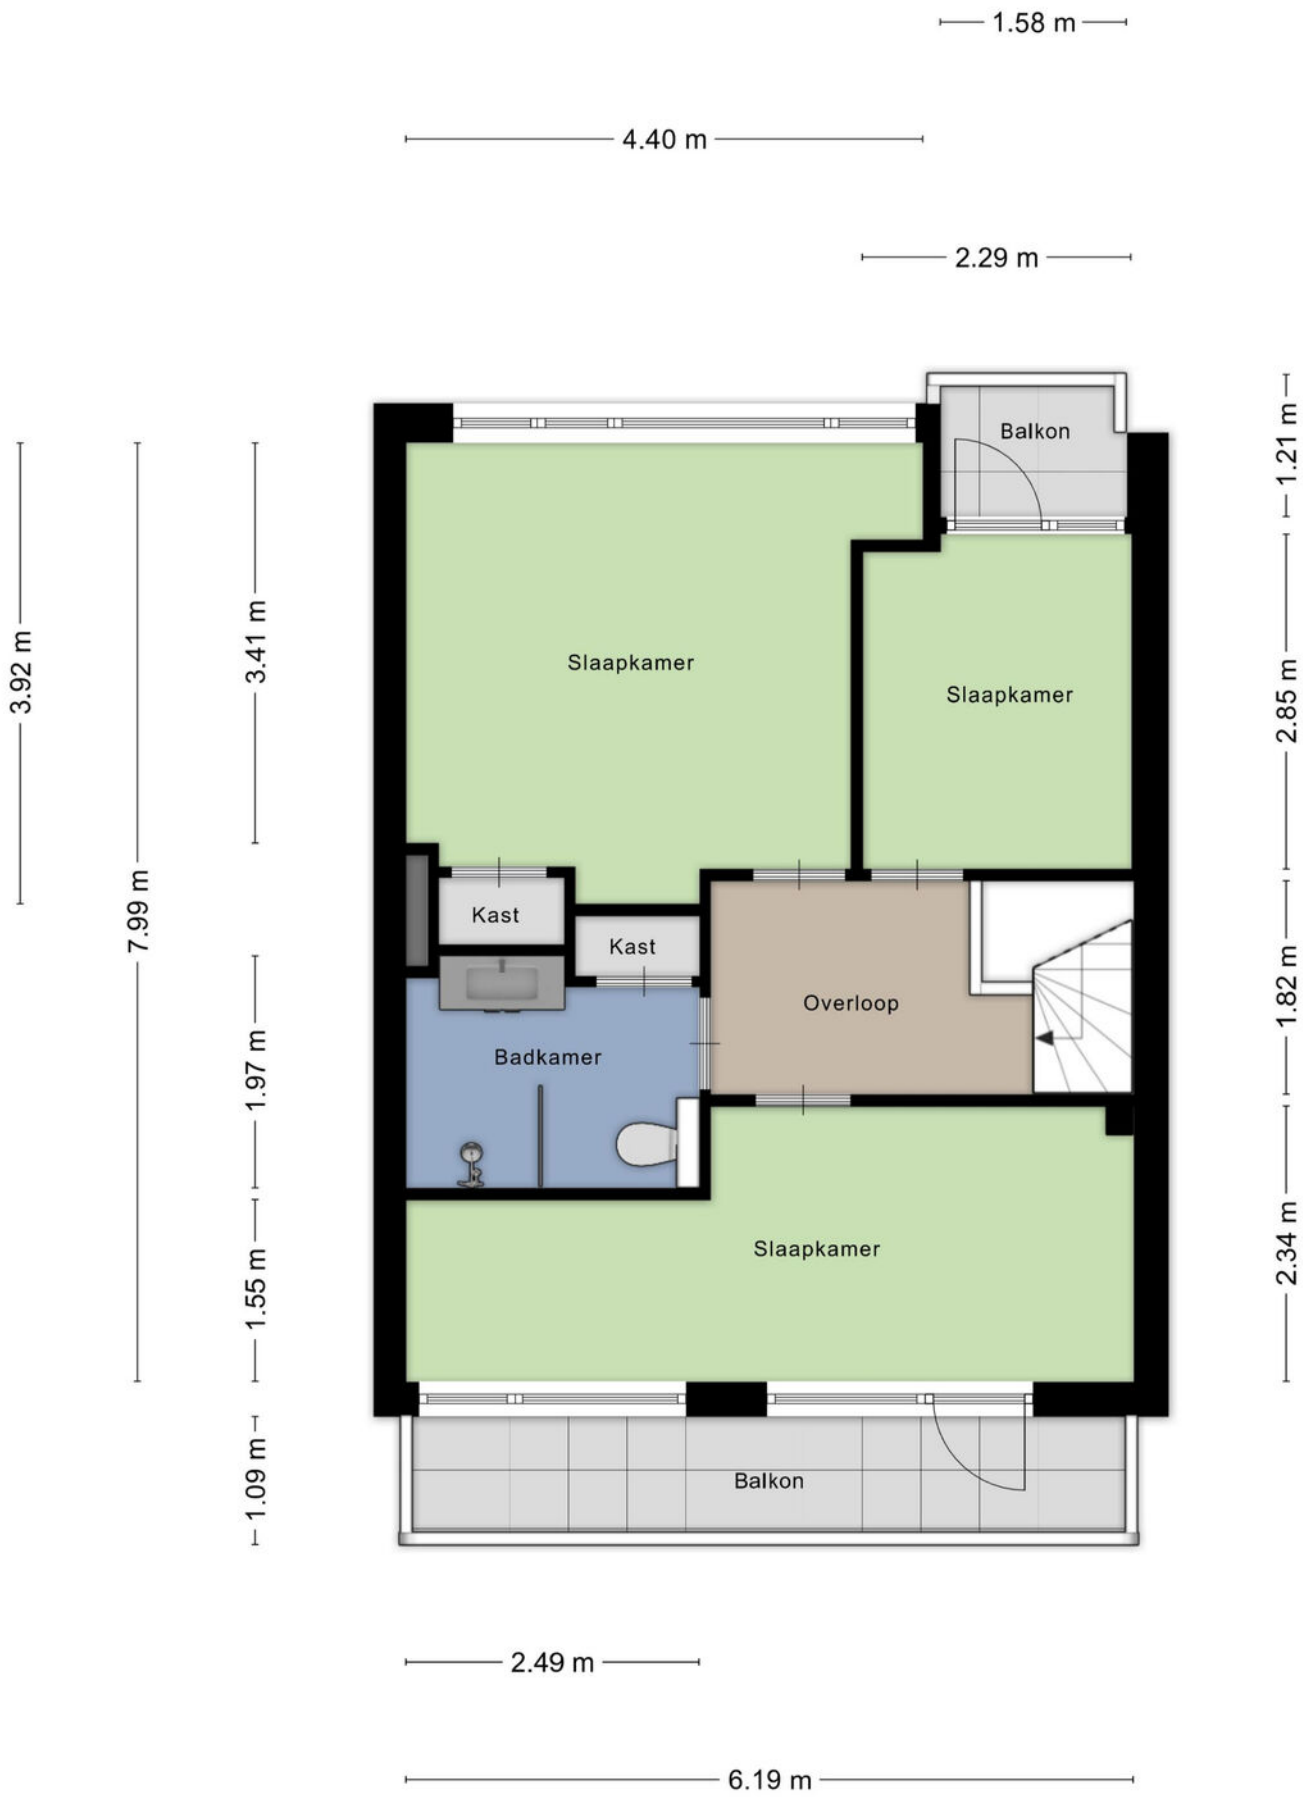 1.58 m
4.40 m
2.29 m
Balkon
1.21 m
3.92 m
3.41 m
Slaapkamer
Slaapkamer
2.85 m
7.99 m
Kast
Kast
Overloop
1.82 m
Badkamer
1.97 m
Slaapkamer
2.34 m
1.55 m
Balkon
1.09 m
2.49 m
6.19 m